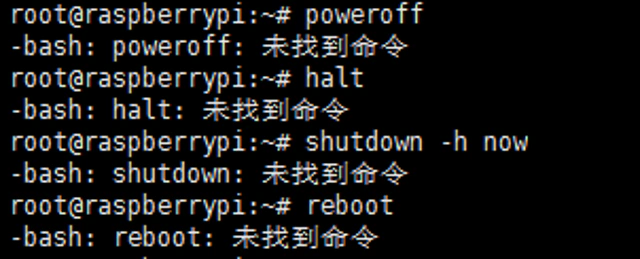 root@raspberrypi:~# poweroff
-bash: poweroff: 未找到命令
root@raspberrypi:~# halt
-bash: halt: 未找到命令
root@raspberrypi:~# shutdown -h now
-bash: shutdown: 未找到命令
root@raspberrypi:~# reboot
-bash: reboot: 未找到命令